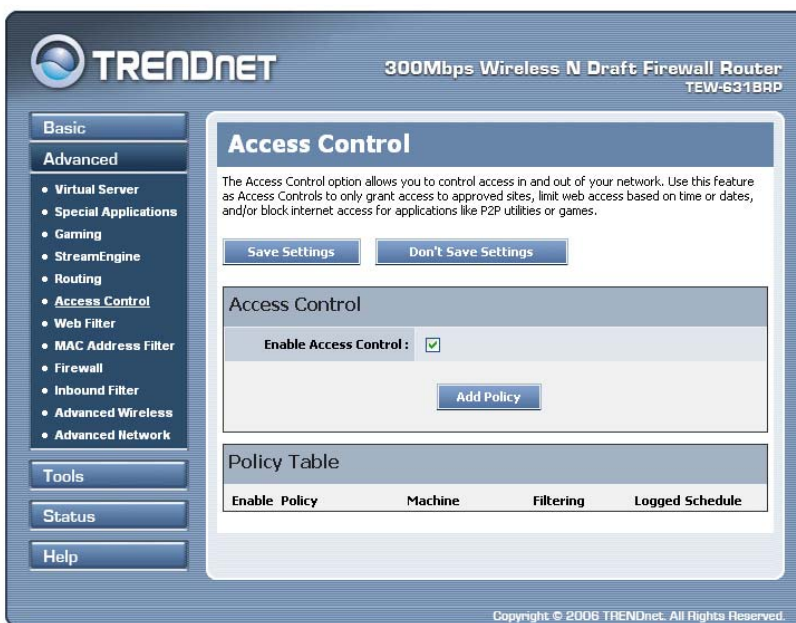 TRENDNET
300Mbps Wireless N Draft Firewall Router
TEW-631BRP
Basic
Advanced
• Virtual Server
• Special Applications
• Gaming
• StreamEngine
• Routing
• Access Control
• Web Filter
• MAC Address Filter
• Firewall
• Inbound Filter
• Advanced Wireless
• Advanced Network
Tools
Status
Help
Access Control
The Access Control option allows you to control access in and out of your network. Use this feature
as Access Controls to only grant access to approved sites, limit web access based on time or dates,
and/or block internet access for applications like P2P utilities or games.
Save Settings Don't Save Settings
Access Control
Enable Access Control :
Add Policy
Policy Table
Enable Policy Machine Filtering Logged Schedule
Copyright © 2006 TRENDnet. All Rights Reserved.